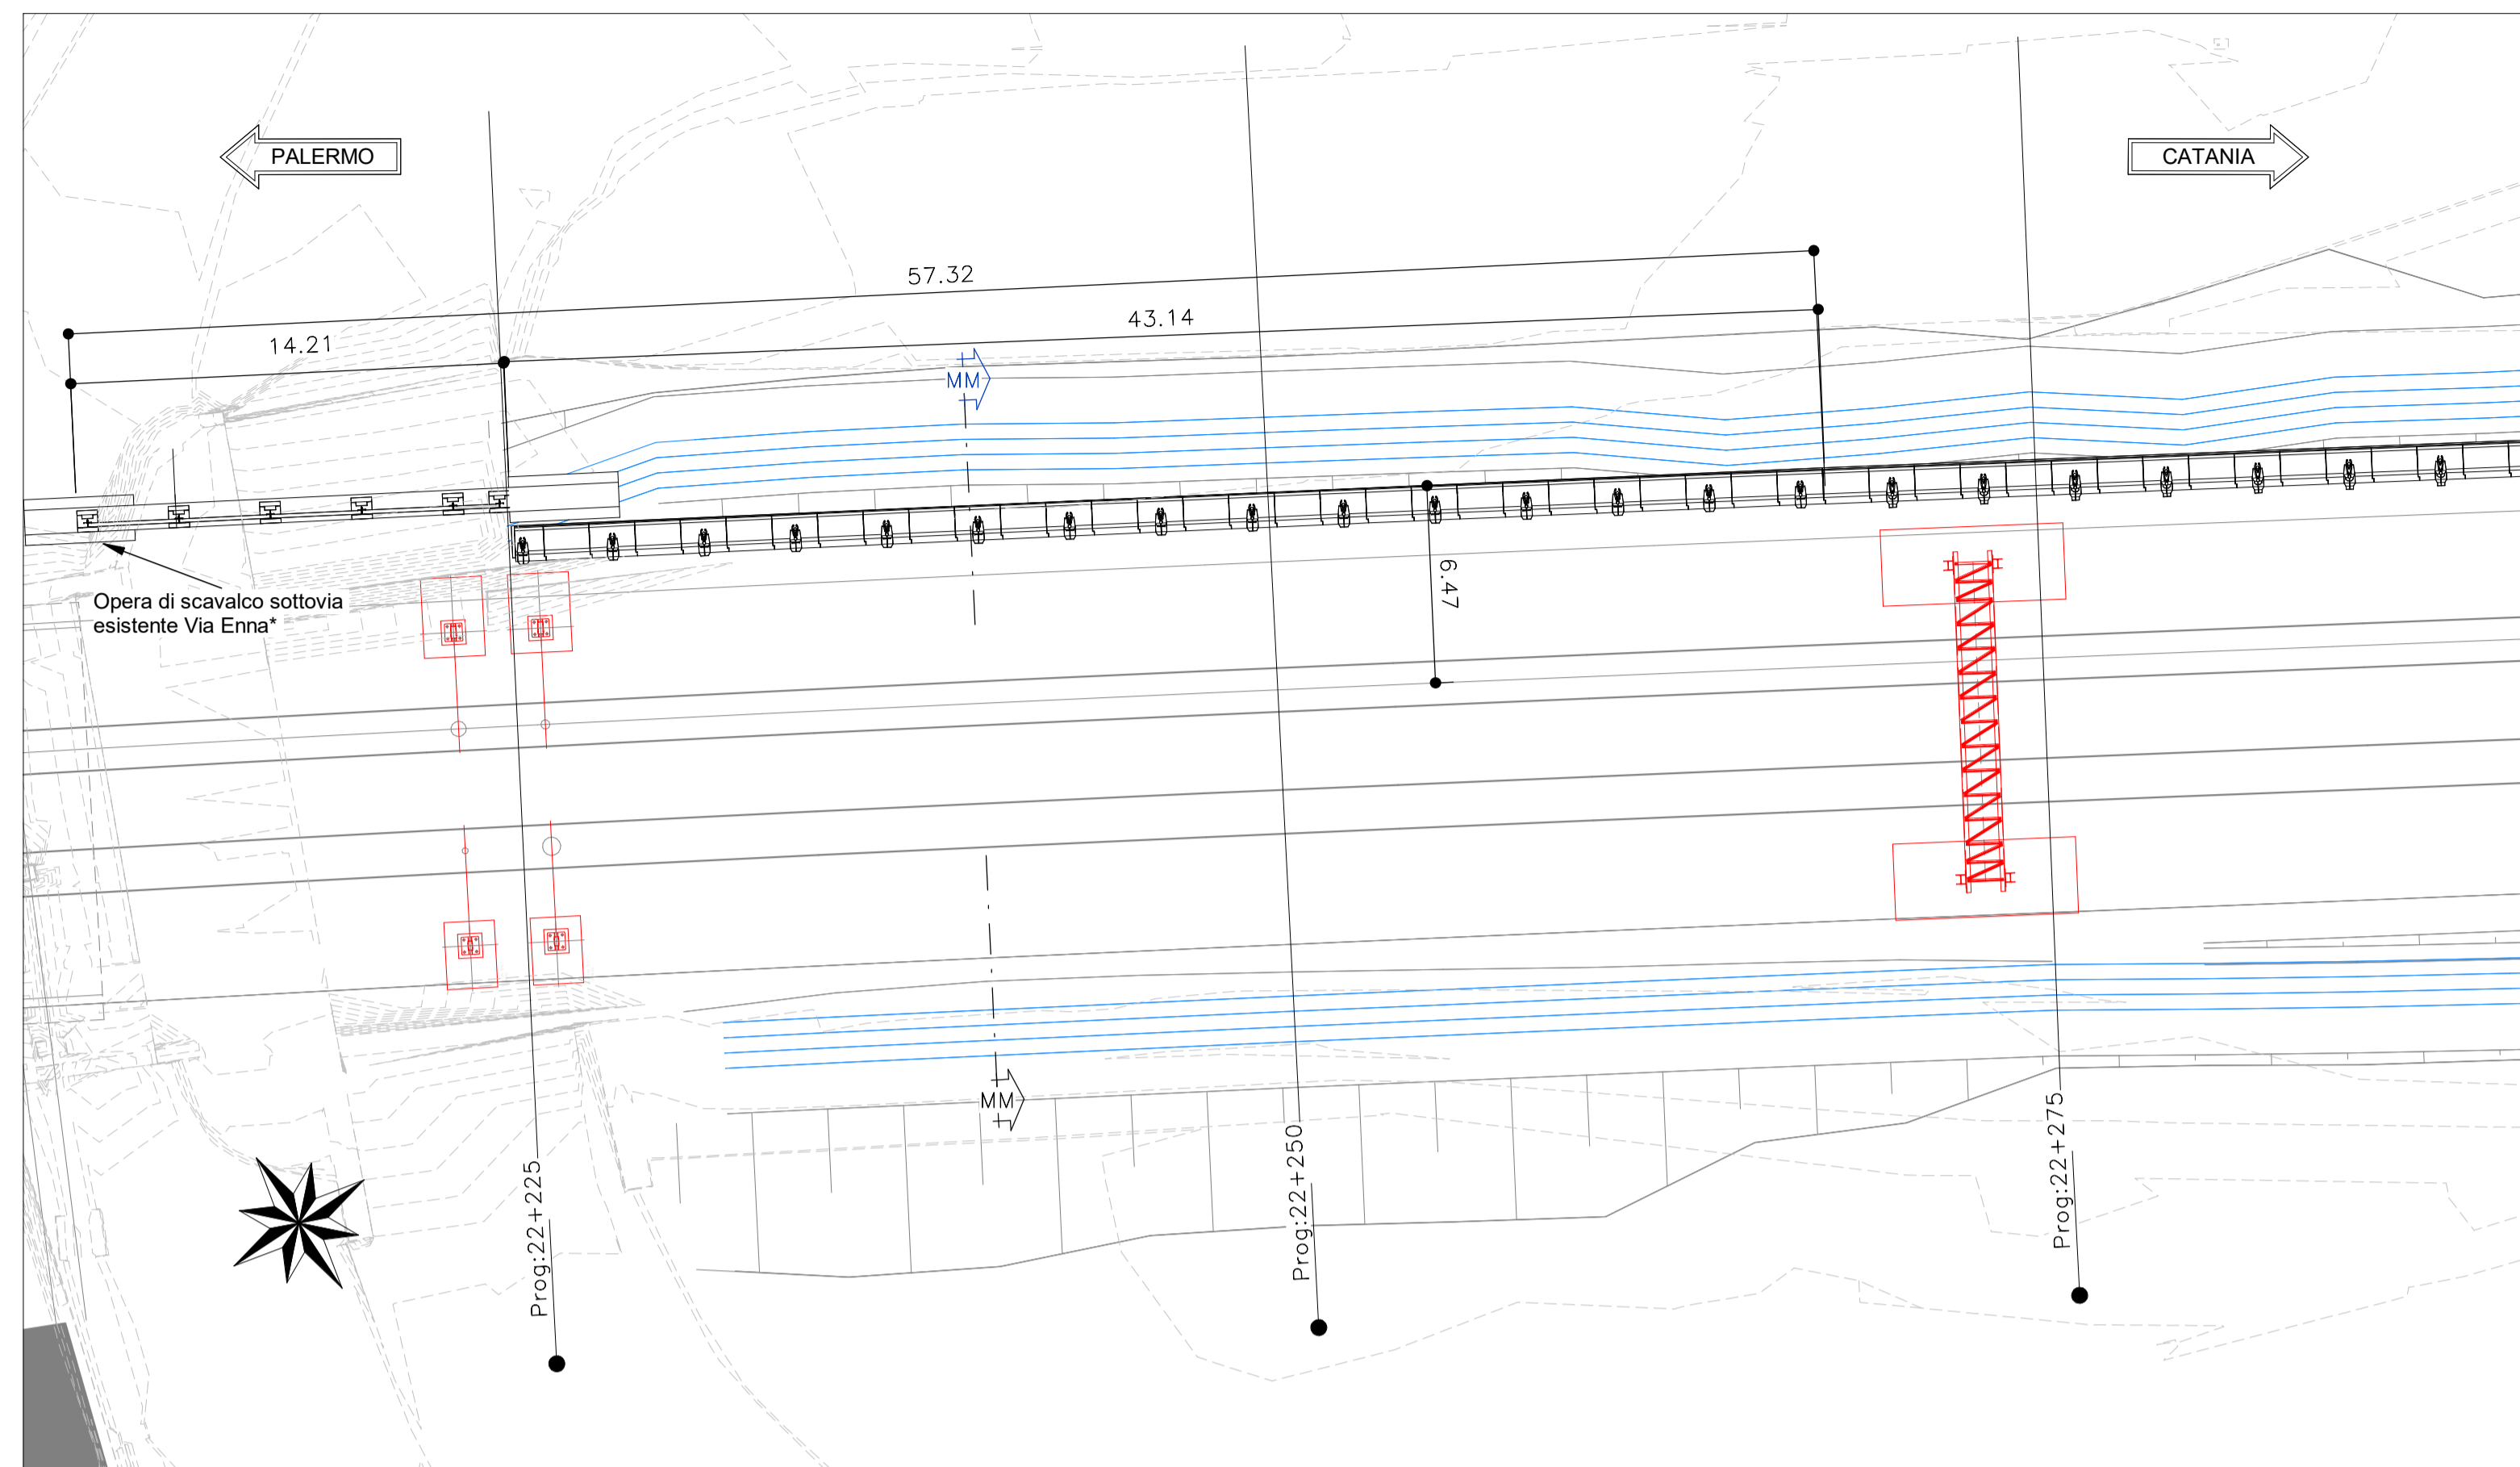 PALERMO
CATANIA
57.32
43.14
14.21
MM
6.47
Opera di scavalco sottovia
esistente Via Enna*
MM
Prog:22+225
Prog:22+250
Prog:22+275